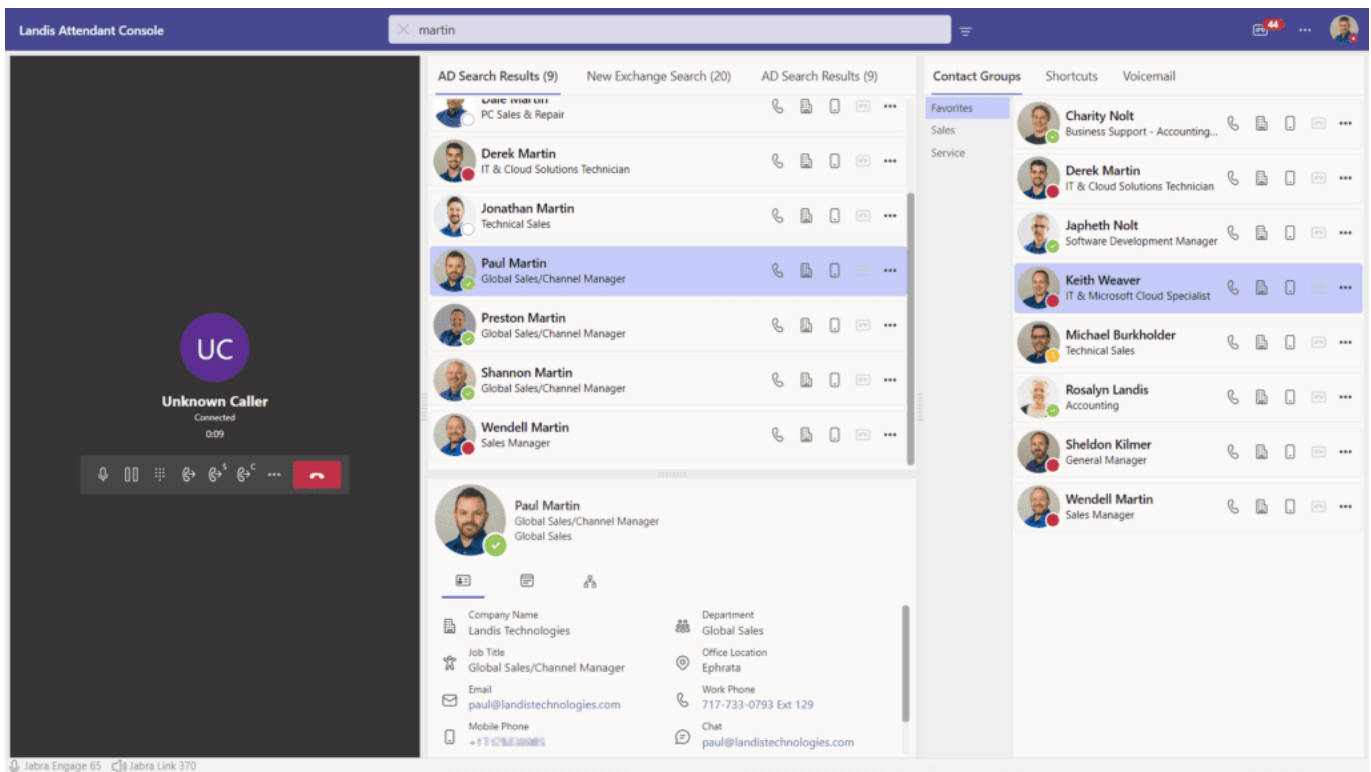 Landis Attendant Console
martin
44
UC
Unknown Caller
Connected
0:09
AD Search Results (9)
New Exchange Search (20)
AD Search Results (9)
Dale Martin
PC Sales & Repair
Derek Martin
IT & Cloud Solutions Technician
Jonathan Martin
Technical Sales
Paul Martin
Global Sales/Channel Manager
Preston Martin
Global Sales/Channel Manager
Shannon Martin
Global Sales/Channel Manager
Wendell Martin
Sales Manager
Paul Martin
Global Sales/Channel Manager
Global Sales
Company Name
Landis Technologies
Department
Global Sales
Job Title
Global Sales/Channel Manager
Office Location
Ephrata
Email
paul@landistechnologies.com
Work Phone
717-733-0793 Ext 129
Mobile Phone
Chat
paul@landistechnologies.com
Contact Groups
Shortcuts
Voicemail
Favorites
Sales
Service
Charity Nolt
Business Support - Accounting...
Derek Martin
IT & Cloud Solutions Technician
Japheth Nolt
Software Development Manager
Keith Weaver
IT & Microsoft Cloud Specialist
Michael Burkholder
Technical Sales
Rosalyn Landis
Accounting
Sheldon Kilmer
General Manager
Wendell Martin
Sales Manager
Jabra Engage 65
Jabra Link 370